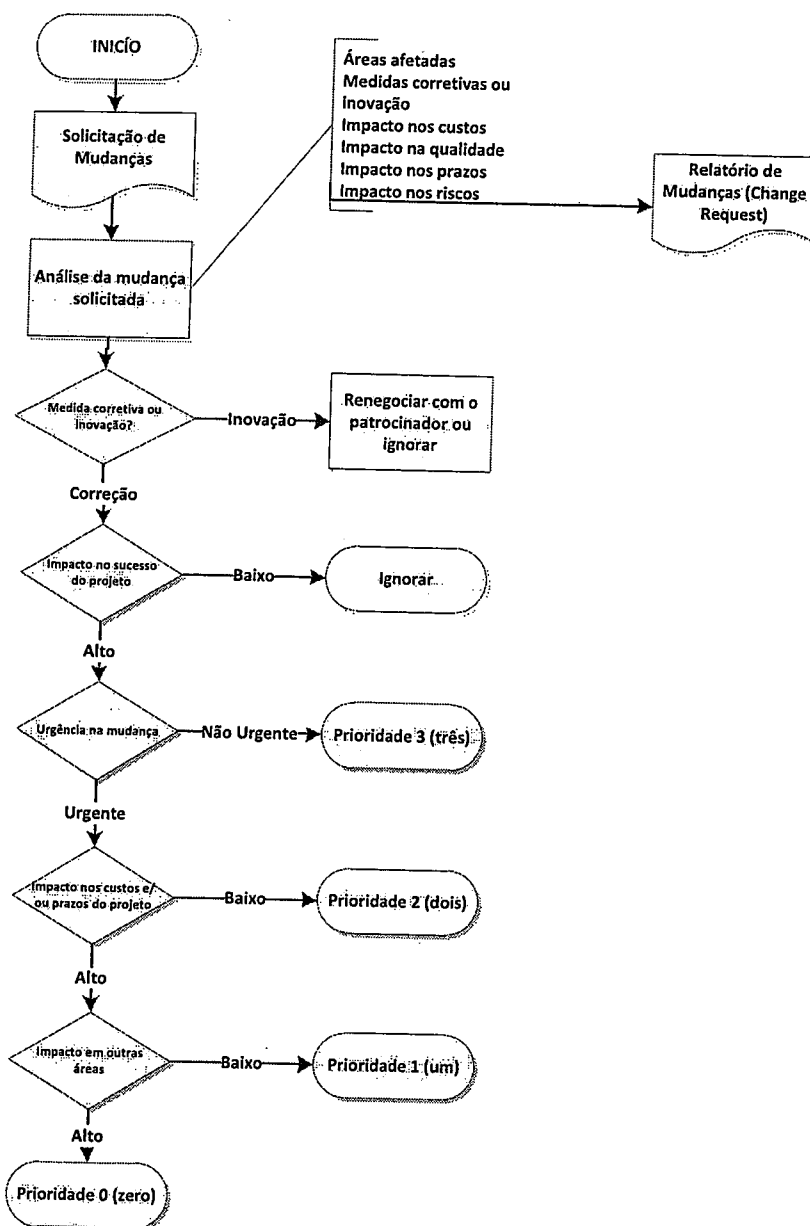 INICÍO
Solicitação de
Mudanças
Áreas afetadas
Medidas corretivas ou
inovação
Impacto nos custos
Impacto na qualidade
Impacto nos prazos
Impacto nos riscos
Relatório de
Mudanças (Change
Request)
Análise da mudança
solicitada
Medida corretiva ou
inovação?
Inovação
Renegociar com o
patrocinador ou
ignorar
Correção
Impacto no sucesso
do projeto
Baixo
Ignorar
Alto
Urgência na mudança
Não Urgente
Prioridade 3 (três)
Urgente
Impacto nos custos e/
ou prazos do projeto
Baixo
Prioridade 2 (dois)
Alto
Impacto em outras
áreas
Baixo
Prioridade 1 (um)
Alto
Prioridade 0 (zero)